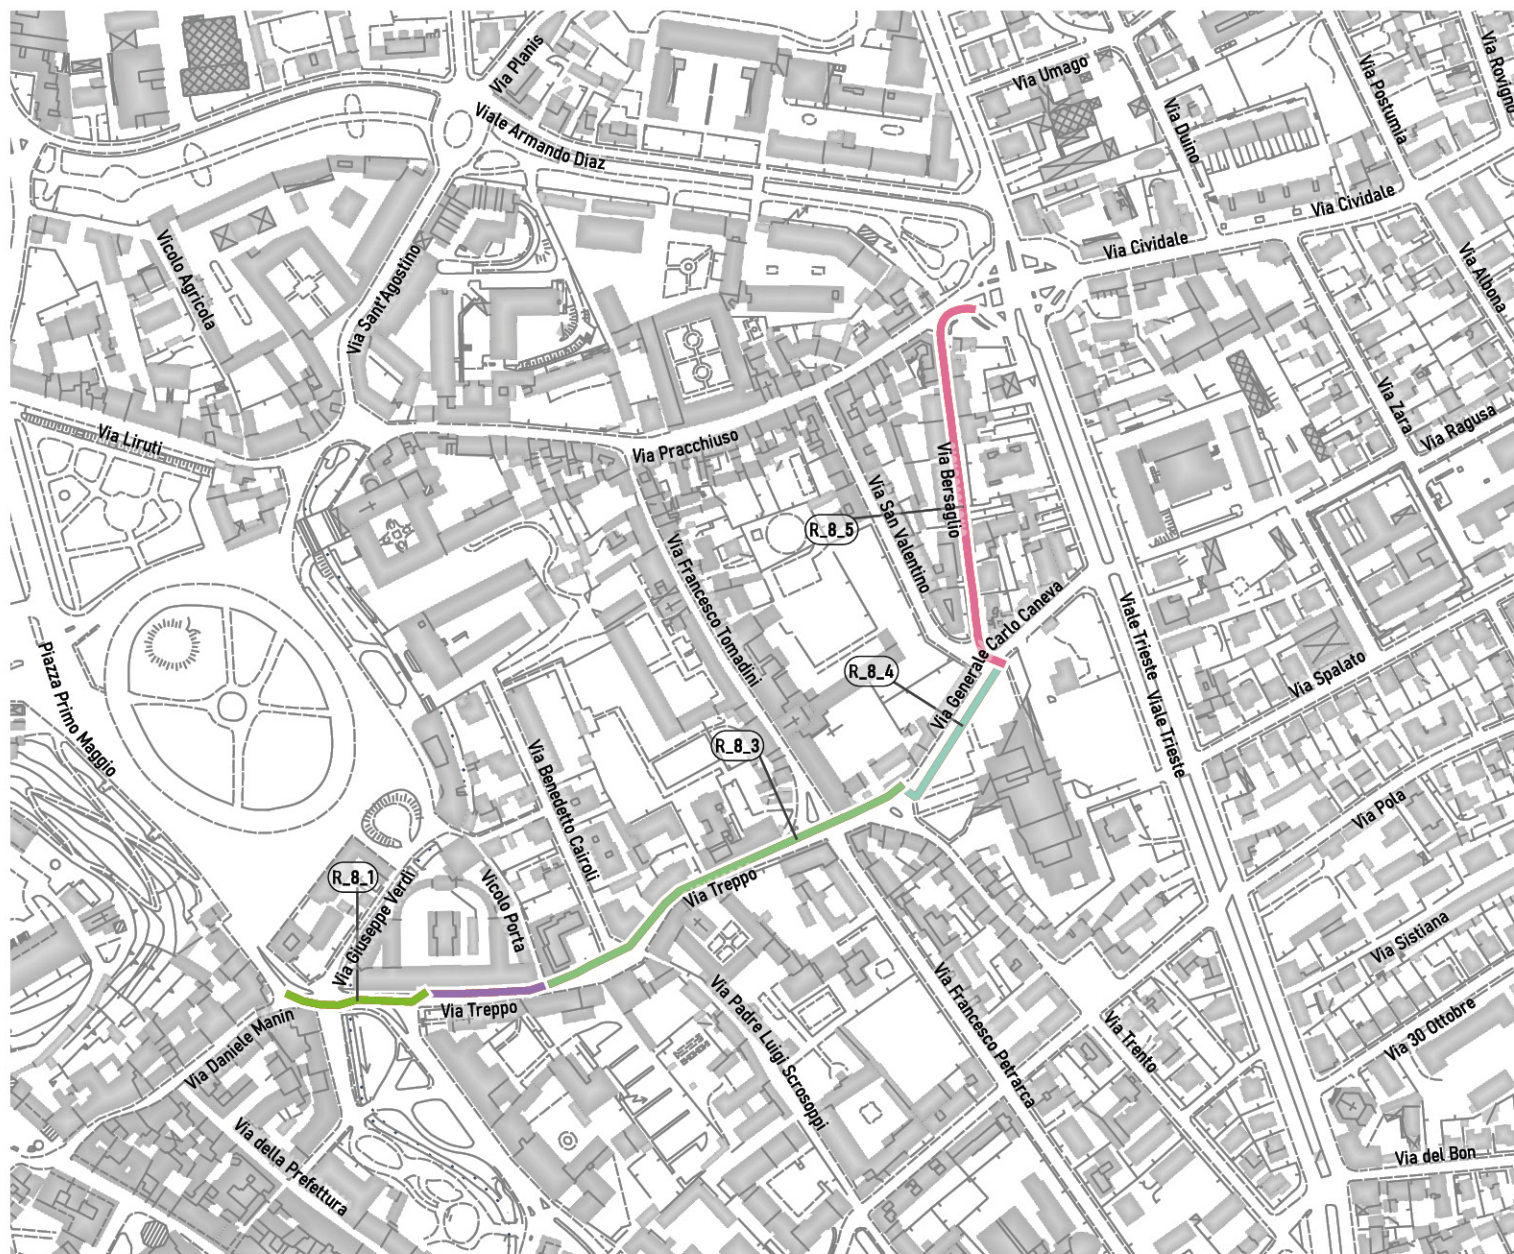 Via Planis
Via Umago
Via Rovigno
Via Postumia
Viale Armando Diaz
Via Duino
Via Cividale
Via Cividale
Vicolo Agricola
Via Sant'Agostino
Via Albona
Via Zara
Via Ragusa
Via Liruti
Via Pracchiuso
Via Bersaglio
Via San Valentino
R_8_5
Via Francesco Tomadini
Via Generale Carlo Caneva
Viale Trieste
Viale Trieste
Via Spalato
Piazza Primo Maggio
R_8_4
R_8_3
Via Benedetto Cairoli
Via Pola
R_8_1
Via Giuseppe Verdi
Vicolo Porta
Via Treppo
Via Sistiana
Via Treppo
Via Daniele Manin
Via Padre Luigi Scrosoppi
Via Francesco Petrarca
Via Trento
Via 30 Ottobre
Via della Prefettura
Via del Bon